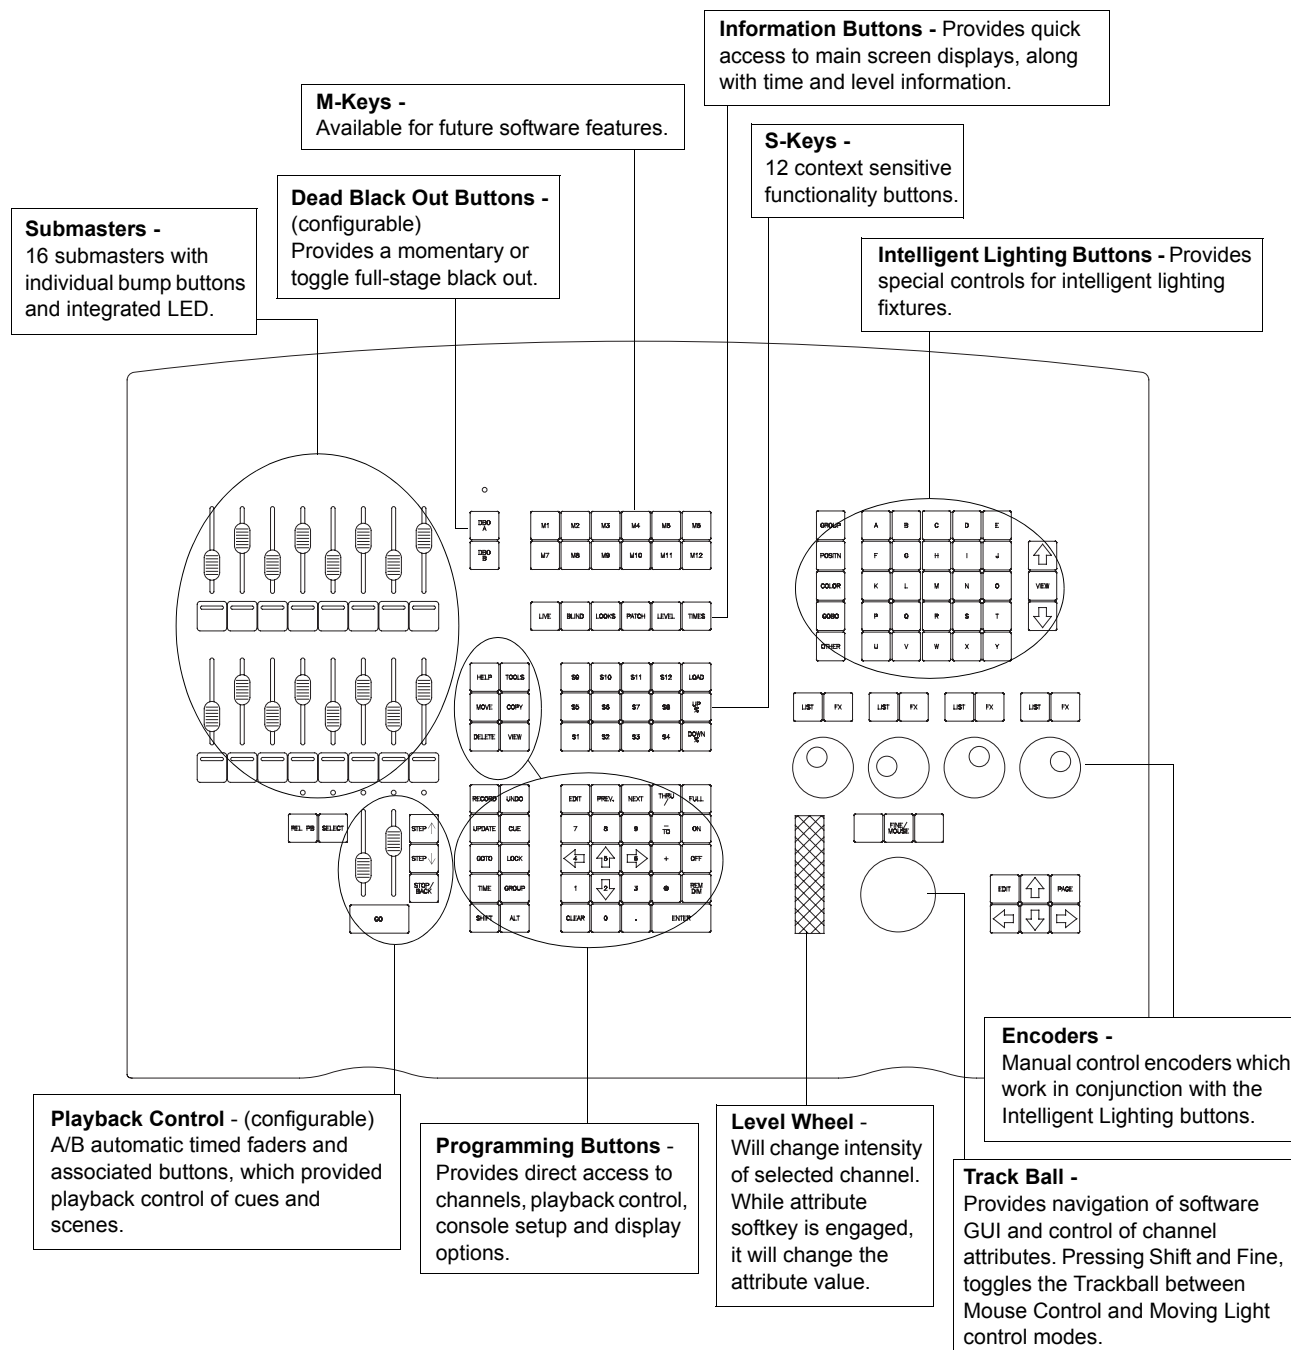 Information Buttons - Provides quick
access to main screen displays, along
with time and level information.
M-Keys -
Available for future software features.
S-Keys -
12 context sensitive
functionality buttons.
Dead Black Out Buttons -
(configurable)
Provides a momentary or
toggle full-stage black out.
Submasters -
16 submasters with
individual bump buttons
and integrated LED.
Intelligent Lighting Buttons - Provides
special controls for intelligent lighting
fixtures.
DBO A
DBO B
M1 M2 M3 M4 M5 M6
M7 M8 M9 M10 M11 M12
LIVE BLIND LOOKS PATCH LEVEL TIMES
GROUP A B C D E
POSITN F G H I J
COLOR K L M N O
GOBO P Q R S T
OTHER U V W X Y
VIEW
HELP TOOLS
MOVE COPY
DELETE VIEW
S9 S10 S11 S12 LOAD
S5 S6 S7 S8 UP %
S1 S2 S3 S4 DOWN %
LIST FX LIST FX LIST FX LIST FX
REL PB SELECT
STEP
STEP
STOP/ BACK
GO
RECORD UNDO
UPDATE CUE
GOTO LOCK
TIME GROUP
SHIFT ALT
EDIT PREV. NEXT THRU / FULL
7 8 9 – TO ON
4 5 6 + OFF
1 2 3 @ REM DIM
CLEAR 0 . ENTER
FINE/ MOUSE
EDIT PAGE
Encoders -
Manual control encoders which
work in conjunction with the
Intelligent Lighting buttons.
Playback Control - (configurable)
A/B automatic timed faders and
associated buttons, which provided
playback control of cues and
scenes.
Programming Buttons -
Provides direct access to
channels, playback control,
console setup and display
options.
Level Wheel -
Will change intensity
of selected channel.
While attribute
softkey is engaged,
it will change the
attribute value.
Track Ball -
Provides navigation of software
GUI and control of channel
attributes. Pressing Shift and Fine,
toggles the Trackball between
Mouse Control and Moving Light
control modes.